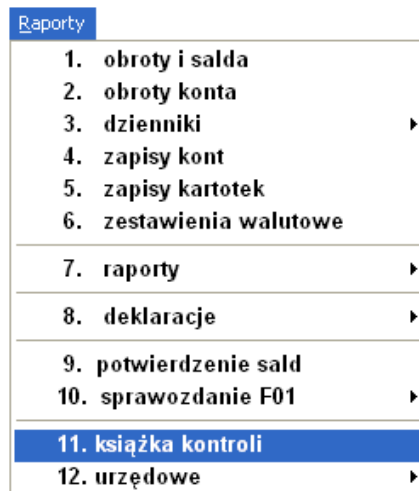 Raporty
1. obroty i salda
2. obroty konta
3. dzienniki
4. zapisy kont
5. zapisy kartotek
6. zestawienia walutowe
7. raporty
8. deklaracje
9. potwierdzenie sald
10. sprawozdanie F01
11. książka kontroli
12. urzędowe